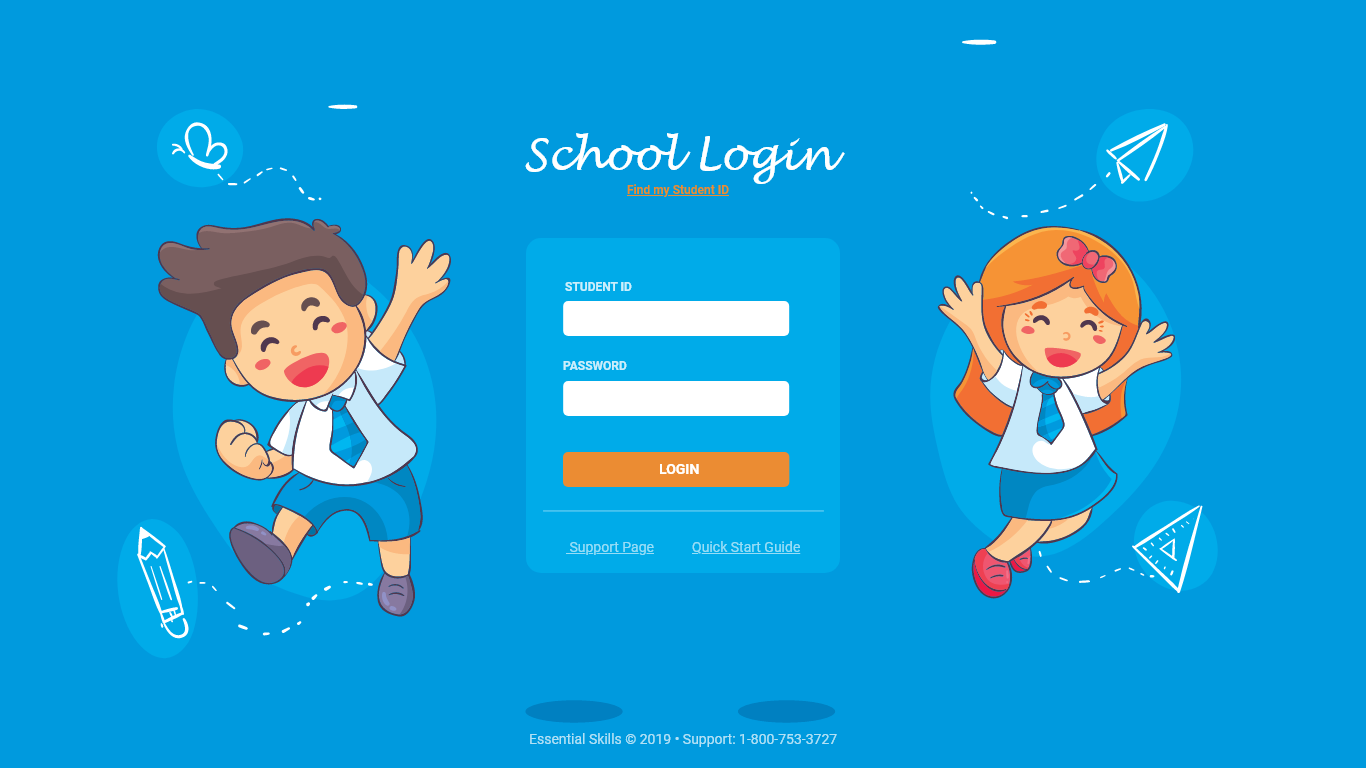 School Login
Find my Student ID
STUDENT ID
PASSWORD
LOGIN
Support Page Quick Start Guide
Essential Skills © 2019 • Support: 1-800-753-3727